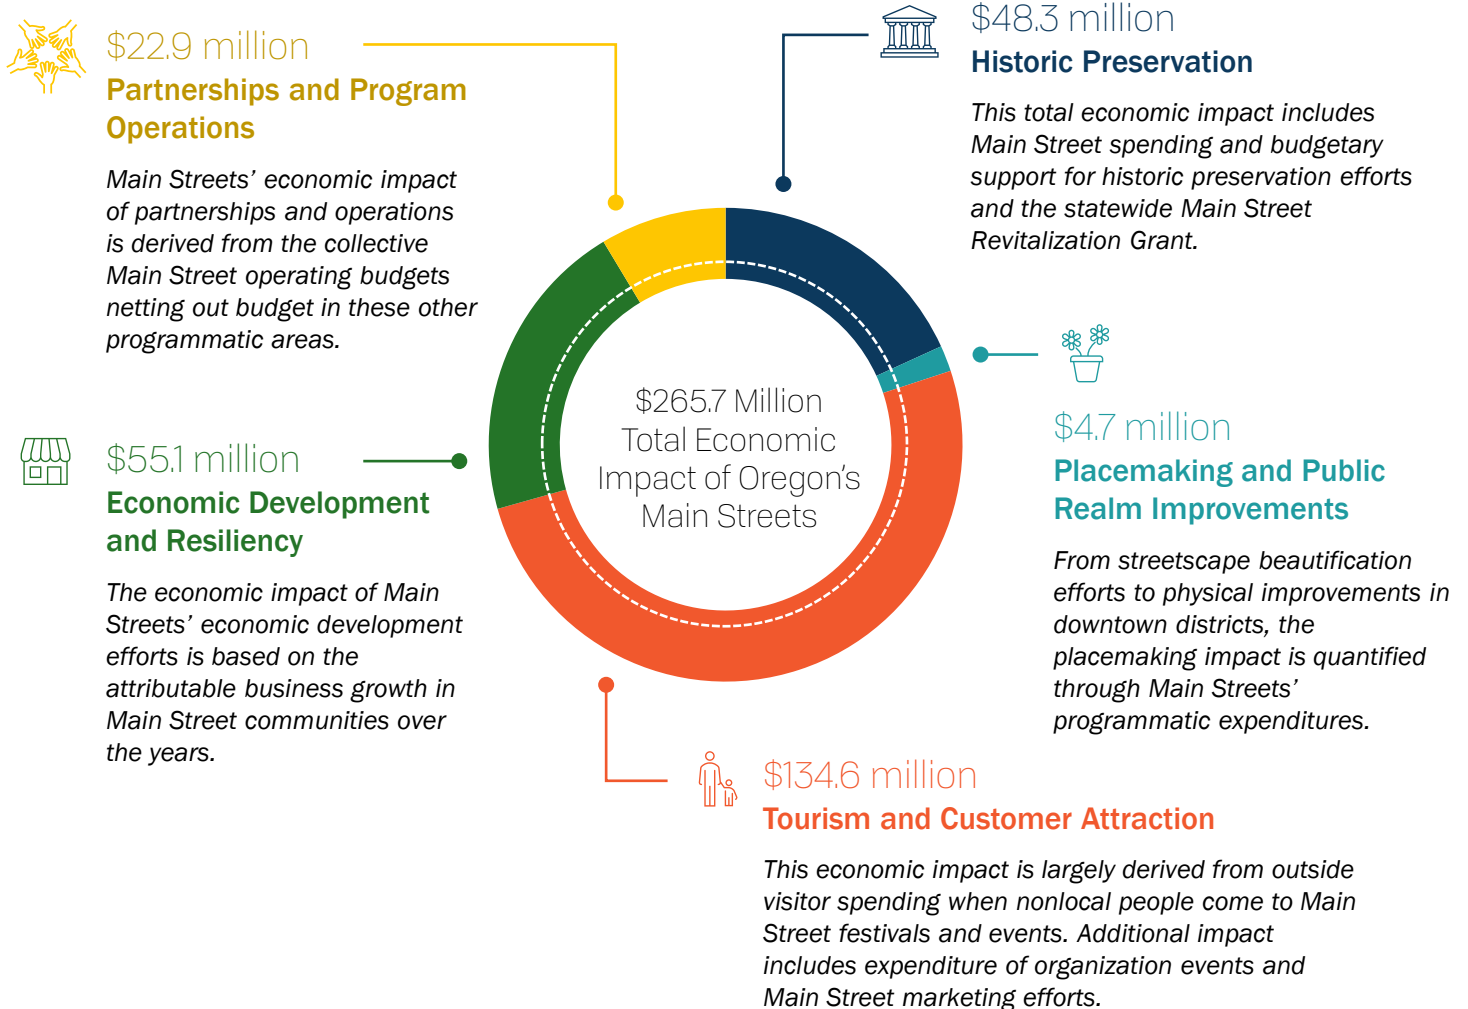 $22.9 million
Partnerships and Program
Operations
Main Streets’ economic impact
of partnerships and operations
is derived from the collective
Main Street operating budgets
netting out budget in these other
programmatic areas.
$48.3 million
Historic Preservation
This total economic impact includes
Main Street spending and budgetary
support for historic preservation efforts
and the statewide Main Street
Revitalization Grant.
$265.7 Million
Total Economic
Impact of Oregon’s
Main Streets
$4.7 million
Placemaking and Public
Realm Improvements
From streetscape beautification
efforts to physical improvements in
downtown districts, the
placemaking impact is quantified
through Main Streets’
programmatic expenditures.
$55.1 million
Economic Development
and Resiliency
The economic impact of Main
Streets’ economic development
efforts is based on the
attributable business growth in
Main Street communities over
the years.
$134.6 million
Tourism and Customer Attraction
This economic impact is largely derived from outside
visitor spending when nonlocal people come to Main
Street festivals and events. Additional impact
includes expenditure of organization events and
Main Street marketing efforts.